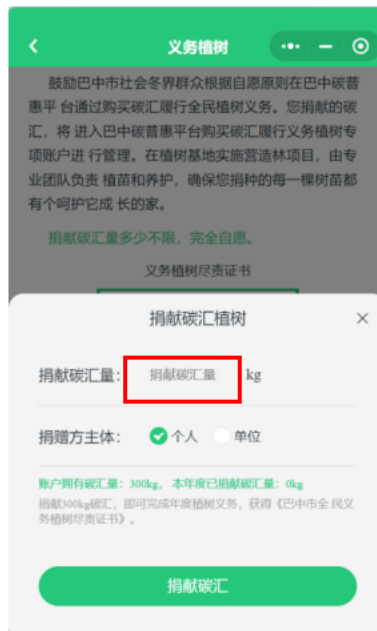 义务植树
鼓励巴中市社会各界群众根据自愿原则在巴中碳普
惠平 台通过购买碳汇履行全民植树义务。您捐献的碳
汇，将 进入巴中碳普惠平台购买碳汇履行义务植树专
项账户进 行管理。在植树基地实施营造林项目，由专
业团队负责 植苗和养护，确保您捐种的每一棵树苗都
有个呵护它成 长的家。
捐献碳汇量多少不限，完全自愿。
义务植树尽责证书
捐献碳汇植树
捐献碳汇量： 捐献碳汇量 kg
捐赠方主体： 个人 单位
账户拥有碳汇量：300kg， 本年度已捐献碳汇量：0kg
捐献300kg碳汇，即可完成年度植树义务，获得《巴中市全 民义
务植树尽责证书》。
捐献碳汇